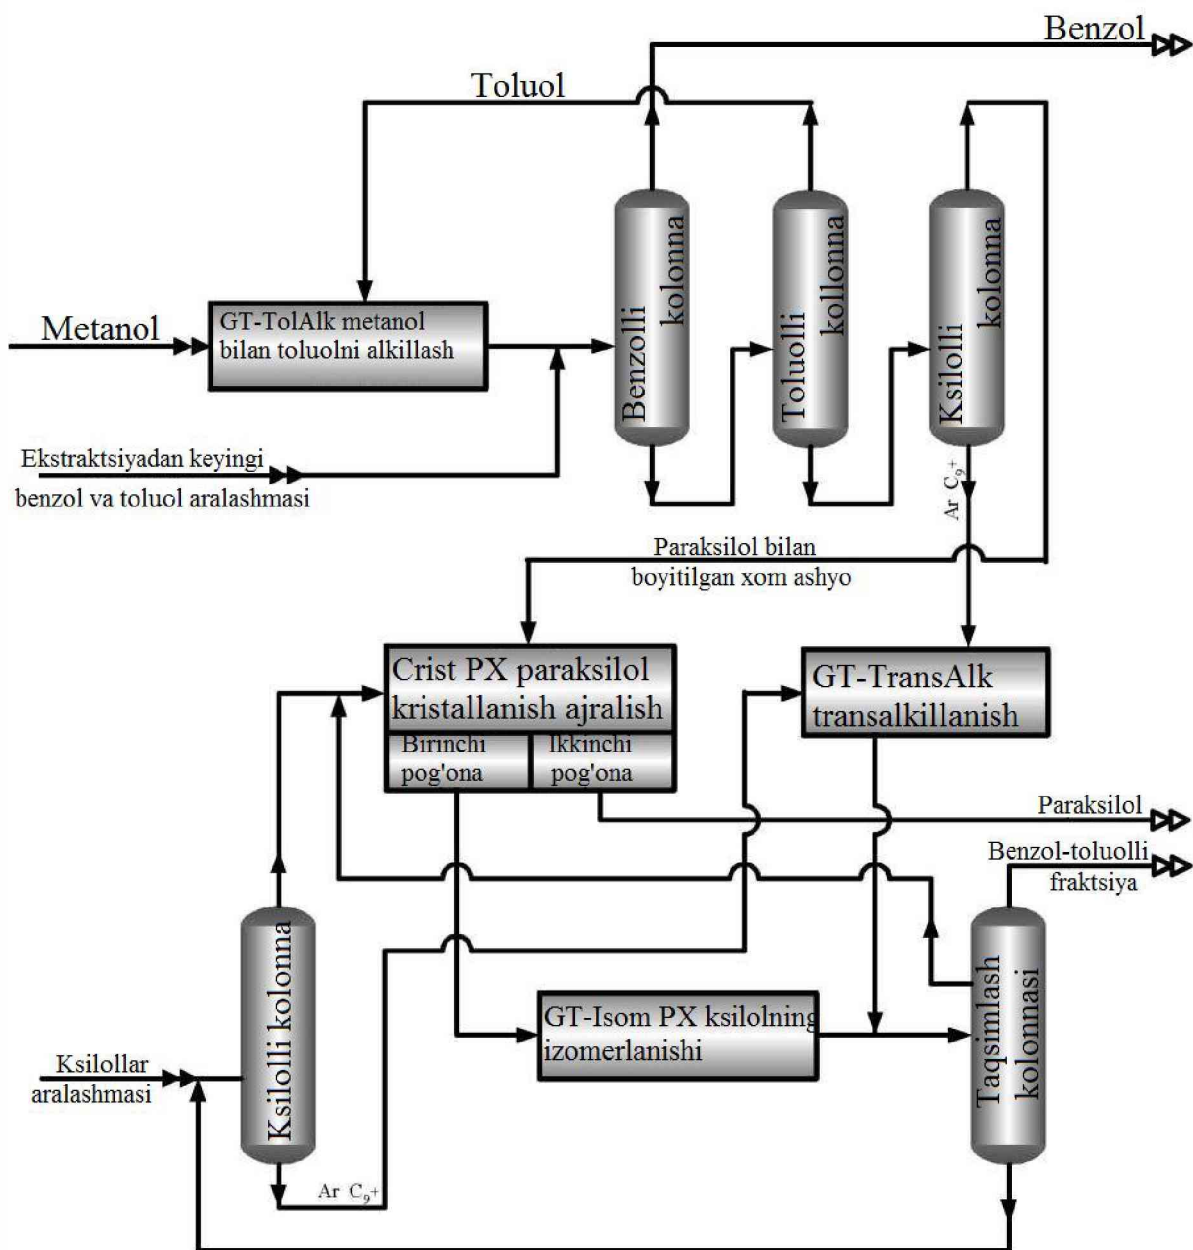 Benzol
Toluol
Metanol
GT-TolAlk metanol
bilan toluolni alkillash
Benzolli
kolonna
Toluolli
kollonna
Ksilolli
kolonna
Ekstraktsiyadan keyingi
benzol va toluol aralashmasi
Ar C₉⁺
Paraksilol bilan
boyitilgan xom ashyo
Crist PX paraksilol
kristallanish ajralish
Birinchi
pog'ona
Ikkinchi
pog'ona
GT-TransAlk
transalkillanish
Paraksilol
Benzol-toluolli
fraktsiya
Ksilolli kolonna
Taqsimlash
kolonnasi
GT-Isom PX ksilolning
izomerlanishi
Ksilollar
aralashmasi
Ar C₉⁺